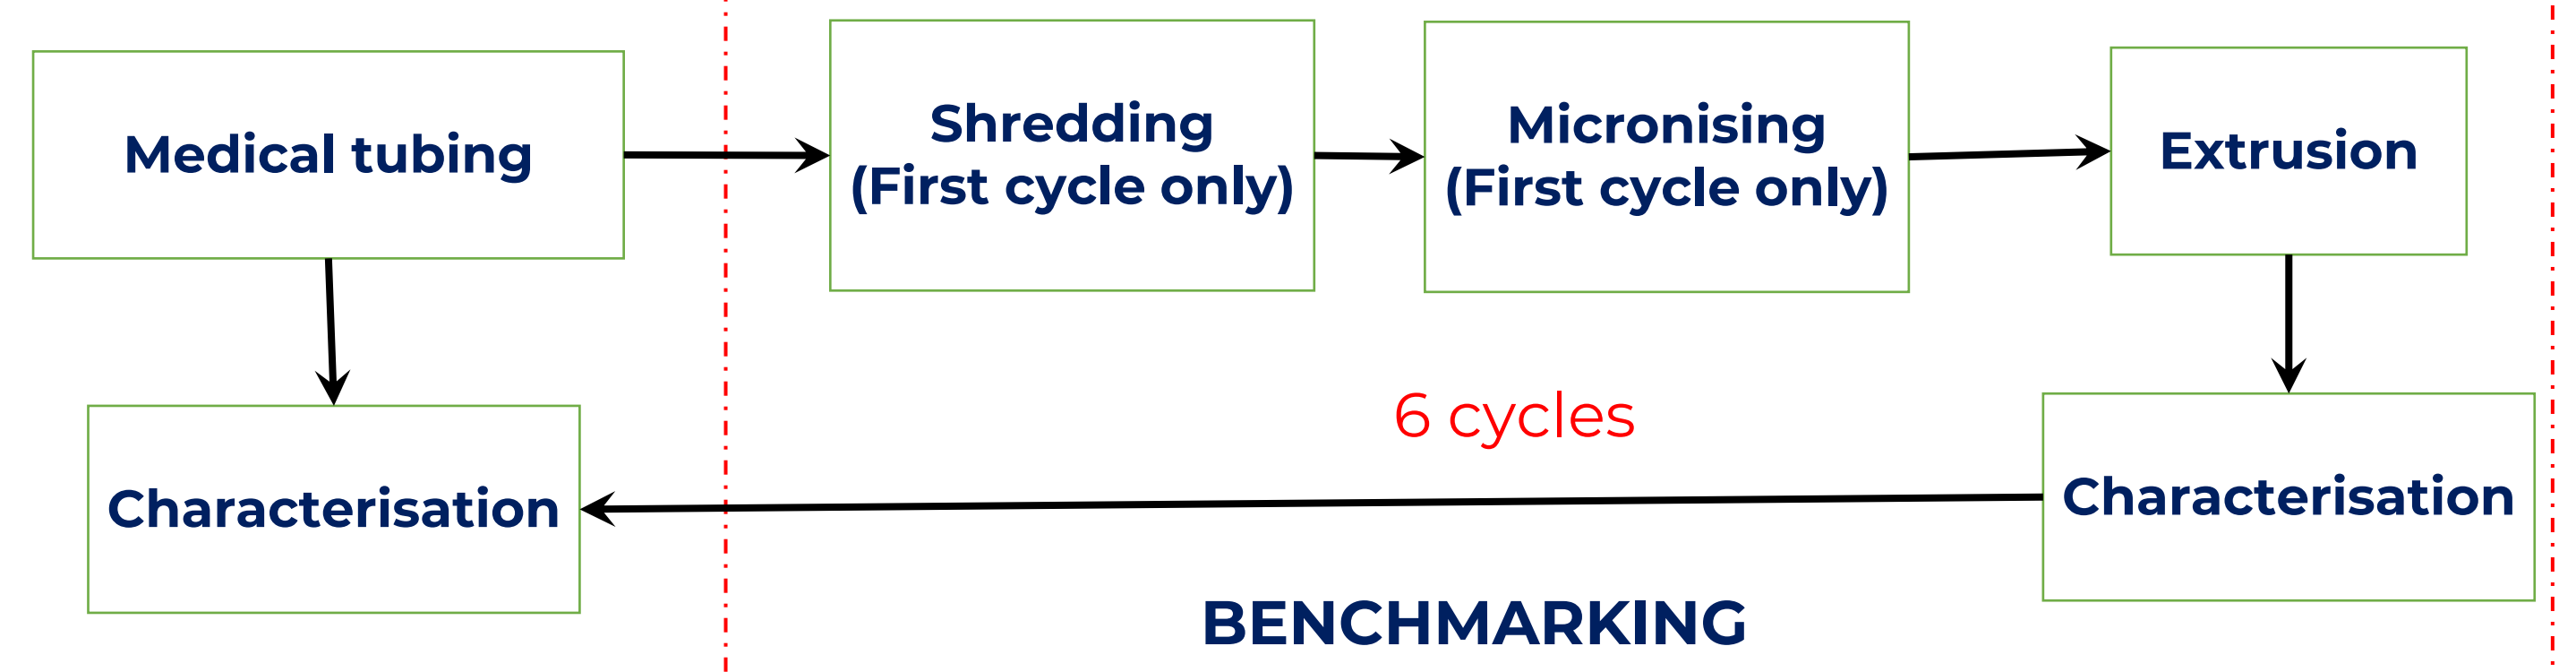 Medical tubing
Shredding
(First cycle only)
Micronising
(First cycle only)
Extrusion
6 cycles
Characterisation
Characterisation
BENCHMARKING